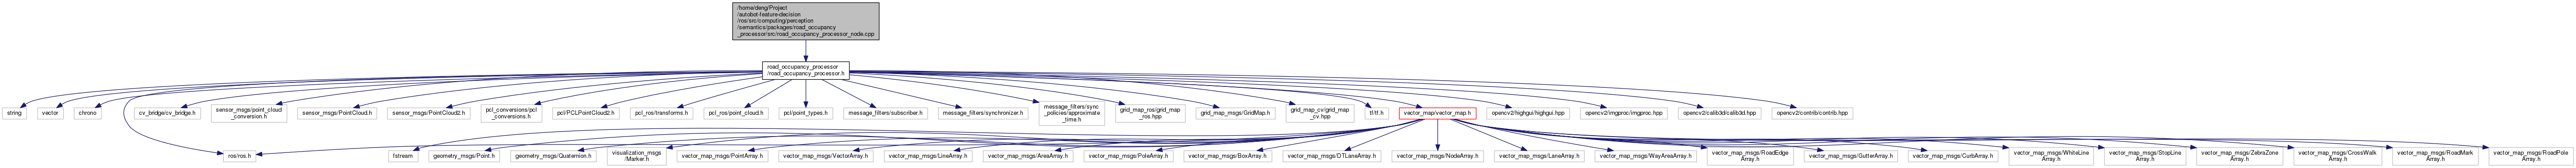 /home/deng/Project
/autobot-feature-decision
/ros/src/computing/perception
/semantics/packages/road_occupancy
_processor/src/road_occupancy_processor_node.cpp
road_occupancy_processor
/road_occupancy_processor.h
string
vector
chrono
cv_bridge/cv_bridge.h
sensor_msgs/point_cloud
_conversion.h
sensor_msgs/PointCloud.h
sensor_msgs/PointCloud2.h
pcl_conversions/pcl
_conversions.h
pcl/PCLPointCloud2.h
pcl_ros/transforms.h
pcl_ros/point_cloud.h
pcl/point_types.h
message_filters/subscriber.h
message_filters/synchronizer.h
message_filters/sync
_policies/approximate
_time.h
grid_map_ros/grid_map
_ros.hpp
grid_map_msgs/GridMap.h
grid_map_cv/grid_map
_cv.hpp
tf/tf.h
vector_map/vector_map.h
opencv2/highgui/highgui.hpp
opencv2/imgproc/imgproc.hpp
opencv2/calib3d/calib3d.hpp
opencv2/contrib/contrib.hpp
ros/ros.h
fstream
geometry_msgs/Point.h
geometry_msgs/Quaternion.h
visualization_msgs
/Marker.h
vector_map_msgs/PointArray.h
vector_map_msgs/VectorArray.h
vector_map_msgs/LineArray.h
vector_map_msgs/AreaArray.h
vector_map_msgs/PoleArray.h
vector_map_msgs/BoxArray.h
vector_map_msgs/DTLaneArray.h
vector_map_msgs/NodeArray.h
vector_map_msgs/LaneArray.h
vector_map_msgs/WayAreaArray.h
vector_map_msgs/RoadEdge
Array.h
vector_map_msgs/GutterArray.h
vector_map_msgs/CurbArray.h
vector_map_msgs/WhiteLine
Array.h
vector_map_msgs/StopLine
Array.h
vector_map_msgs/ZebraZone
Array.h
vector_map_msgs/CrossWalk
Array.h
vector_map_msgs/RoadMark
Array.h
vector_map_msgs/RoadPole
Array.h